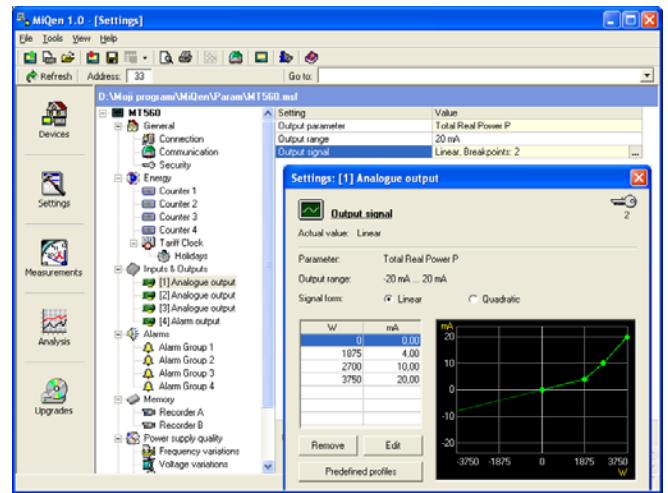 MiQen 1.0 - [Settings]
File Tools View Help
Refresh Address: 33 Go to:
D:\Moji programi\MiQen\Param\MT560.msf
Devices
Settings
Measurements
Analysis
Upgrades
MT560
General
Connection
Communication
Security
Energy
Counter 1
Counter 2
Counter 3
Counter 4
Tariff Clock
Holidays
Inputs & Outputs
[1] Analogue output
[2] Analogue output
[3] Analogue output
[4] Alarm output
Alarms
Alarm Group 1
Alarm Group 2
Alarm Group 3
Alarm Group 4
Memory
Recorder A
Recorder B
Power supply quality
Frequency variations
Voltage variations
Setting Value
Output parameter Total Real Power P
Output range 20 mA
Output signal Linear, Breakpoints: 2 ...
Settings: [1] Analogue output
Output signal 2
Actual value: Linear
Parameter: Total Real Power P
Output range: -20 mA ... 20 mA
Signal form: Linear Quadratic
W mA
0 0.00
1875 4,00
2700 10,00
3750 20,00
Remove Edit
Predefined profiles
mA
20
10
0
-10
-20
-3750 -1875 0 1875 3750
W